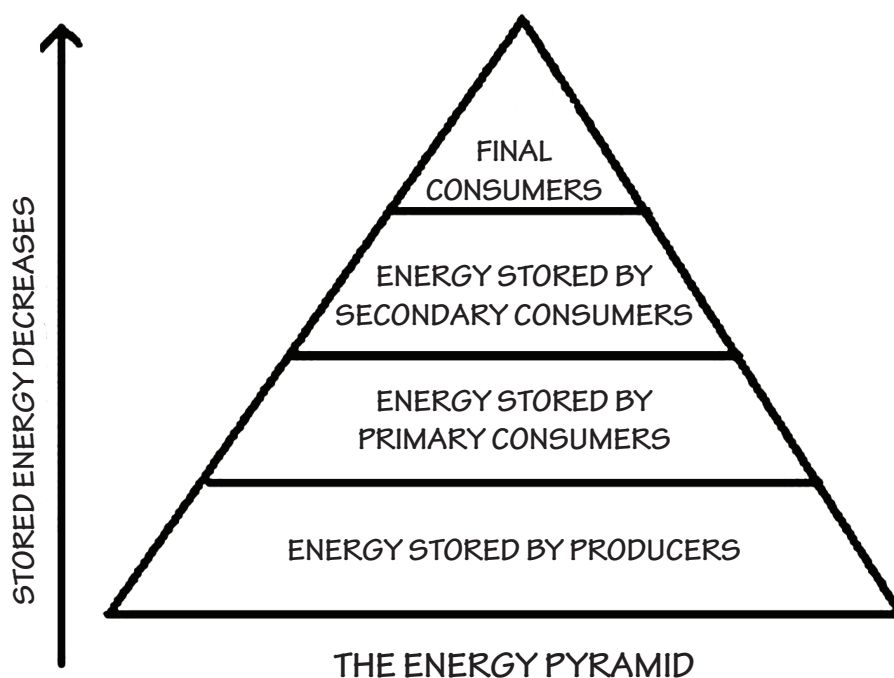 STORED ENERGY DECREASES
FINAL
CONSUMERS
ENERGY STORED BY
SECONDARY CONSUMERS
ENERGY STORED BY
PRIMARY CONSUMERS
ENERGY STORED BY PRODUCERS
THE ENERGY PYRAMID